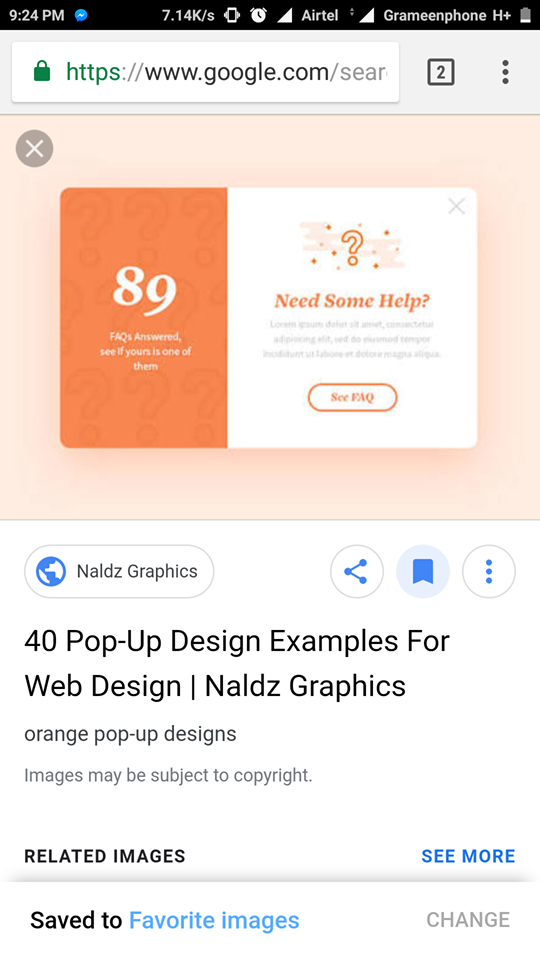 9:24 PM 7.14K/s Airtel Grameenphone H+
https://www.google.com/sear
2
89
FAQs Answered,
see if yours is one of
them
Need Some Help?
Lorem ipsum dolor sit amet, consectetur
adipiscing elit, sed do eiusmod tempor
incididunt ut labore et dolore magna aliqua.
See FAQ
Naldz Graphics
40 Pop-Up Design Examples For
Web Design | Naldz Graphics
orange pop-up designs
Images may be subject to copyright.
RELATED IMAGES SEE MORE
Saved to Favorite images CHANGE